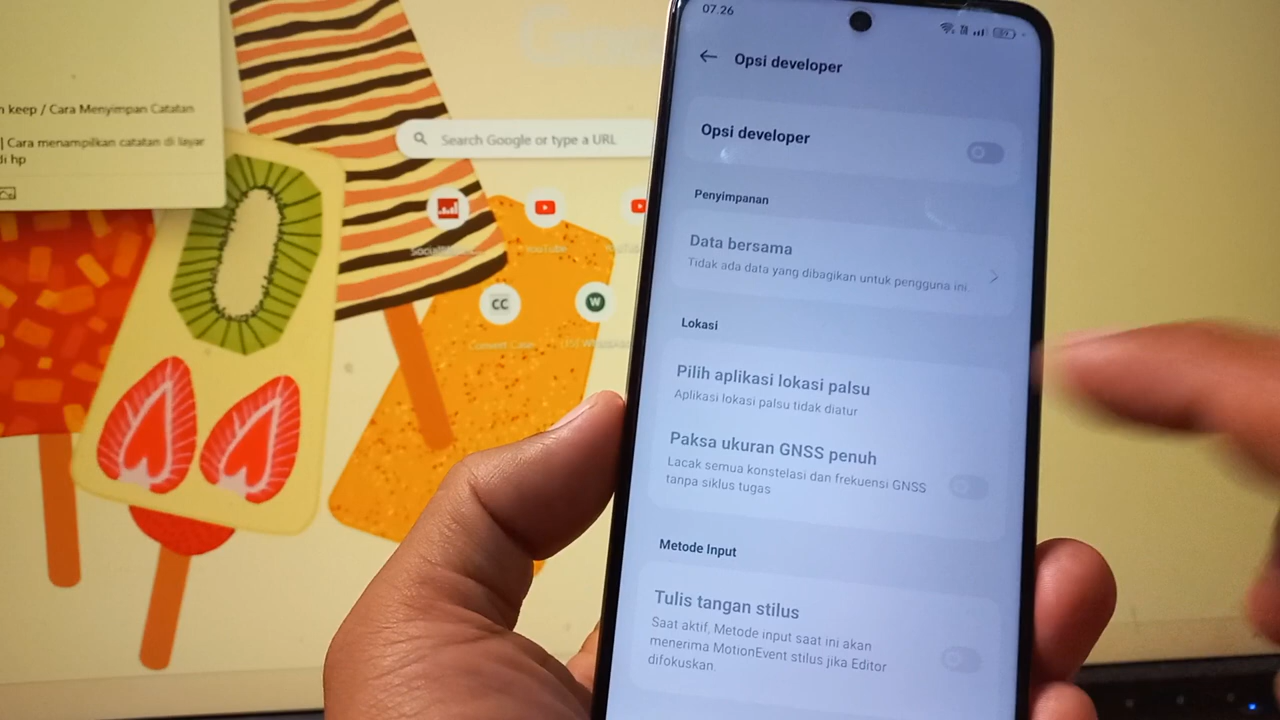 07.26
Opsi developer
Opsi developer
Penyimpanan
Data bersama
Tidak ada data yang dibagikan untuk pengguna ini.
Lokasi
Pilih aplikasi lokasi palsu
Aplikasi lokasi palsu tidak diatur
Paksa ukuran GNSS penuh
Lacak semua konstelasi dan frekuensi GNSS
tanpa siklus tugas
Metode Input
Tulis tangan stilus
Saat aktif, Metode input saat ini akan
menerima MotionEvent stilus jika Editor
difokuskan.
keep / Cara Menyimpan Catatan
| Cara menampilkan catatan di layar
di hp
Search Google or type a URL
YouTube
CC
Convert Case
W